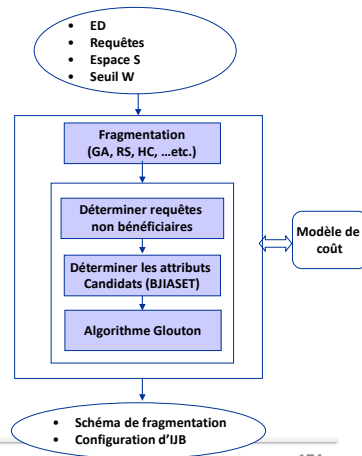 • ED
• Requêtes
• Espace S
• Seuil W
Fragmentation
(GA, RS, HC, …etc.)
Déterminer requêtes
non bénéficiaires
Déterminer les attributs
Candidats (BJIASET)
Algorithme Glouton
Modèle de
coût
• Schéma de fragmentation
• Configuration d'IJB